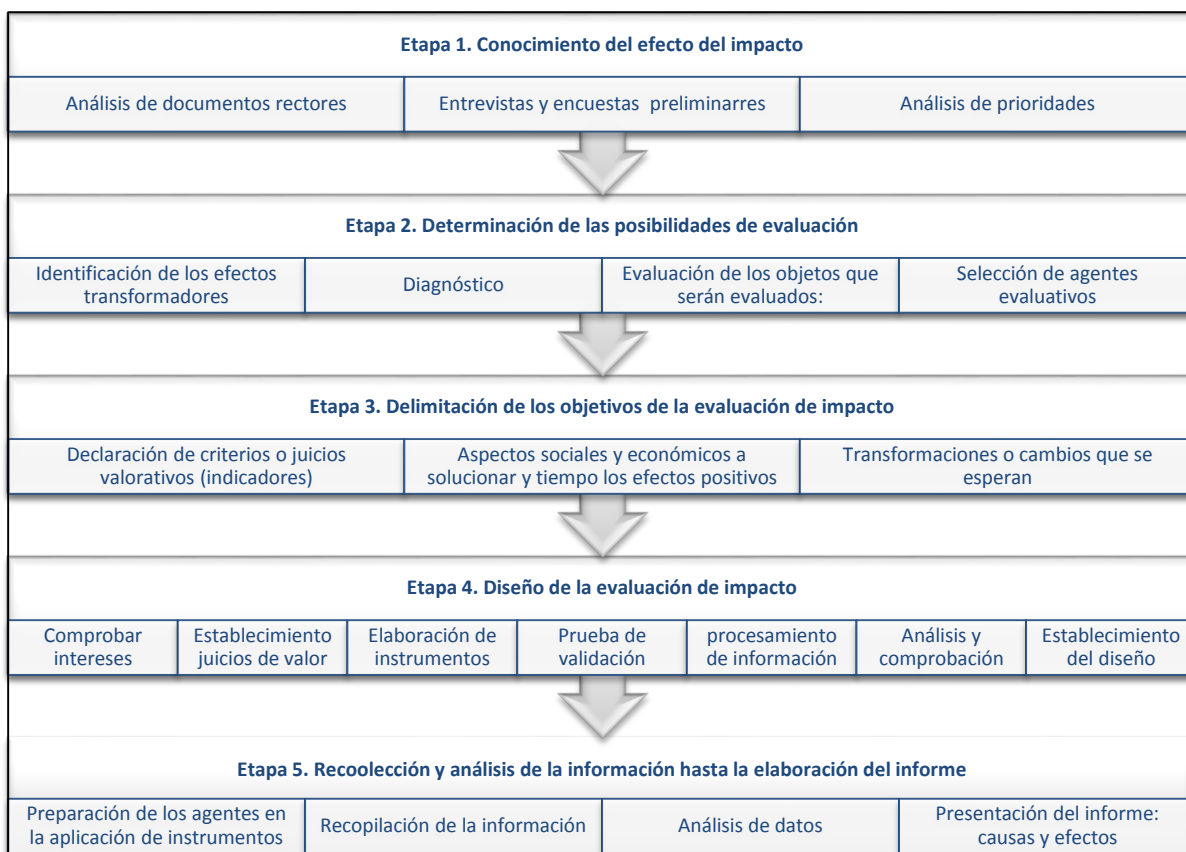 Etapa 1. Conocimiento del efecto del impacto
Análisis de documentos rectores
Entrevistas y encuestas preliminarres
Análisis de prioridades
Etapa 2. Determinación de las posibilidades de evaluación
Identificación de los efectos
transformadores
Diagnóstico
Evaluación de los objetos que
serán evaluados:
Selección de agentes
evaluativos
Etapa 3. Delimitación de los objetivos de la evaluación de impacto
Declaración de criterios o juicios
valorativos (indicadores)
Aspectos sociales y económicos a
solucionar y tiempo los efectos positivos
Transformaciones o cambios que se
esperan
Etapa 4. Diseño de la evaluación de impacto
Comprobar
intereses
Establecimiento
juicios de valor
Elaboración de
instrumentos
Prueba de
validación
procesamiento
de información
Análisis y
comprobación
Establecimiento
del diseño
Etapa 5. Recoolección y análisis de la información hasta la elaboración del informe
Preparación de los agentes en
la aplicación de instrumentos
Recopilación de la información
Análisis de datos
Presentación del informe:
causas y efectos